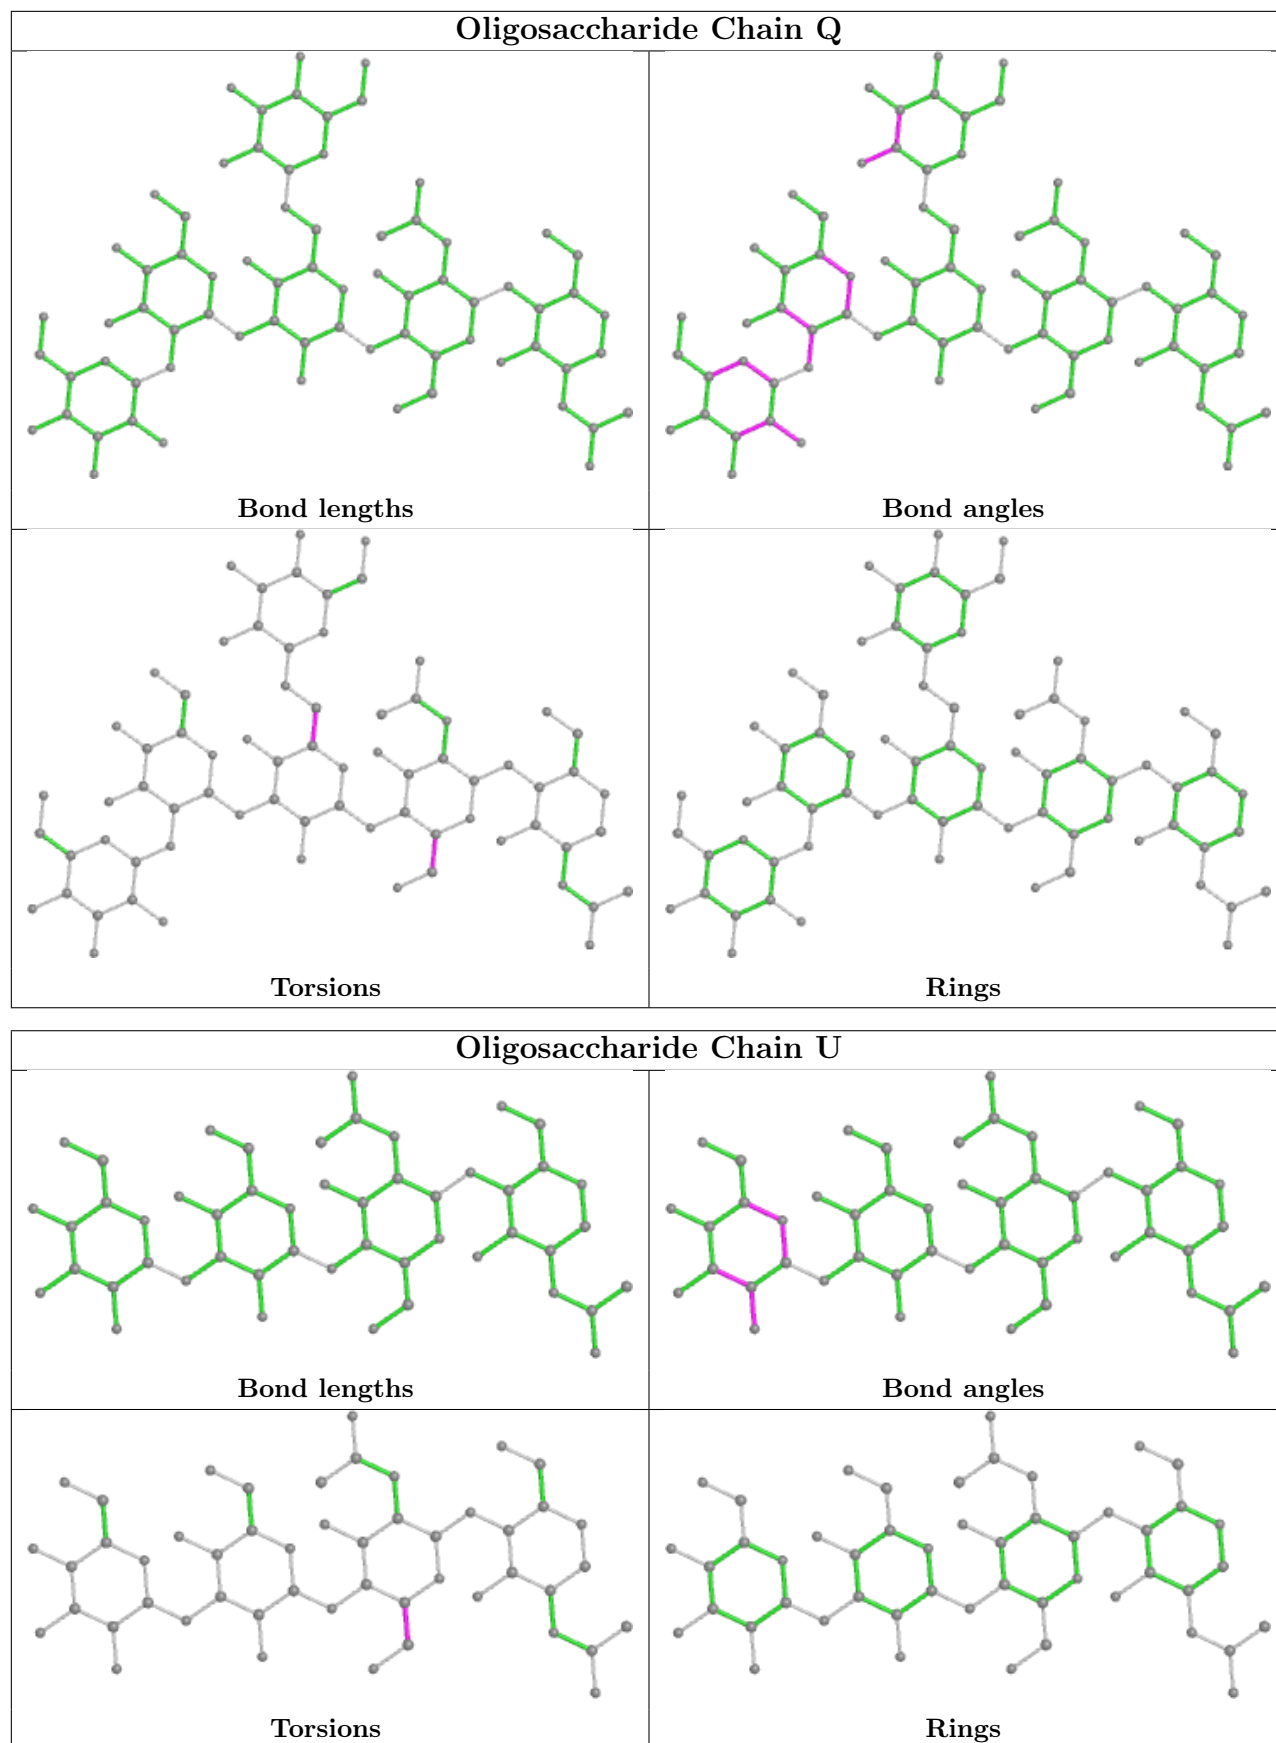 Oligosaccharide Chain Q
Bond lengths
Bond angles
Torsions
Rings
Oligosaccharide Chain U
Bond lengths
Bond angles
Torsions
Rings